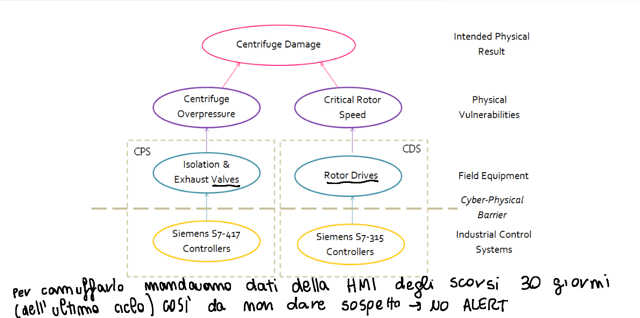 Centrifuge Damage
Intended Physical
Result
Centrifuge
Overpressure
Critical Rotor
Speed
Physical
Vulnerabilities
CPS
CDS
Isolation &
Exhaust Valves
Rotor Drives
Field Equipment
Cyber-Physical
Barrier
Siemens S7-417
Controllers
Siemens S7-315
Controllers
Industrial Control
Systems
per camuffarlo mandavano dati della HMI degli scorsi 30 giorni
(dell'ultimo ciclo) così da non dare sospetto → NO ALERT